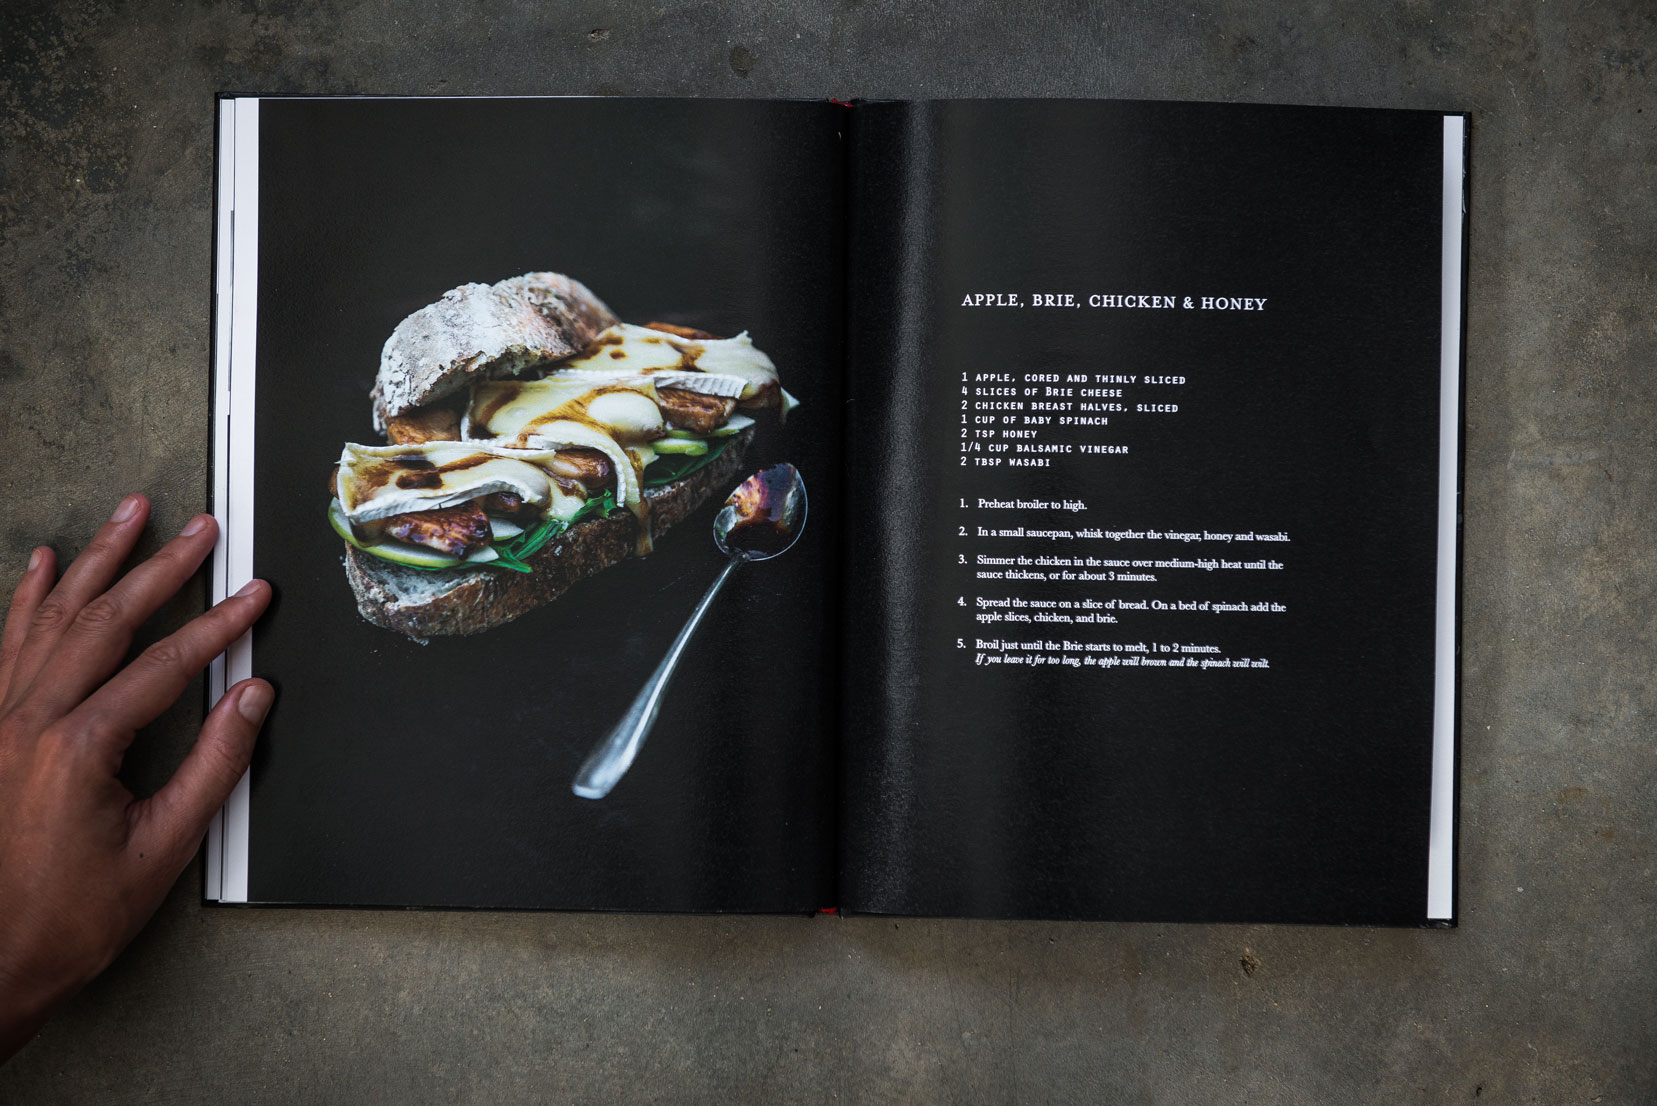 APPLE, BRIE, CHICKEN & HONEY
1 APPLE, CORED AND THINLY SLICED
4 SLICES OF BRIE CHEESE
2 CHICKEN BREAST HALVES, SLICED
1 CUP OF BABY SPINACH
2 TSP HONEY
1/4 CUP BALSAMIC VINEGAR
2 TBSP WASABI
1. Preheat broiler to high.
2. In a small saucepan, whisk together the vinegar, honey and wasabi.
3. Simmer the chicken in the sauce over medium-high heat until the
sauce thickens, or for about 3 minutes.
4. Spread the sauce on a slice of bread. On a bed of spinach add the
apple slices, chicken, and brie.
5. Broil just until the Brie starts to melt, 1 to 2 minutes.
If you leave it for too long, the apple will brown and the spinach will wilt.